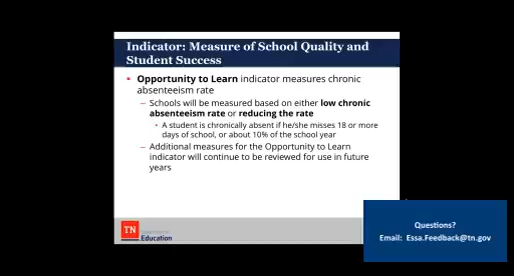 Indicator: Measure of School Quality and
Student Success
Opportunity to Learn indicator measures chronic
absenteeism rate
– Schools will be measured based on either low chronic
absenteeism rate or reducing the rate
• A student is chronically absent if he/she misses 18 or more
days of school, or about 10% of the school year
– Additional measures for the Opportunity to Learn
indicator will continue to be reviewed for use in future
years
TN
Education
Questions?
Email: Essa.Feedback@tn.gov